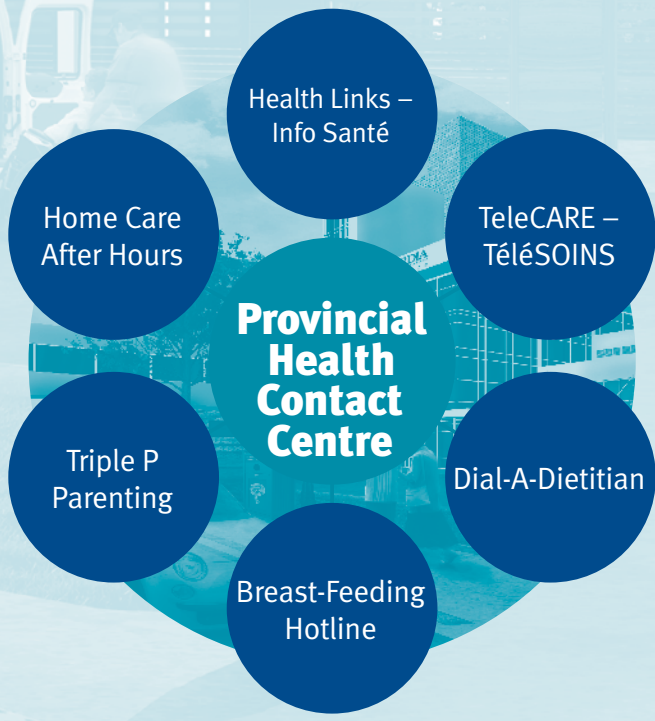 Health Links –
Info Santé
TeleCARE –
TéléSOINS
Dial-A-Dietitian
Breast-Feeding
Hotline
Triple P
Parenting
Home Care
After Hours
Provincial
Health
Contact
Centre